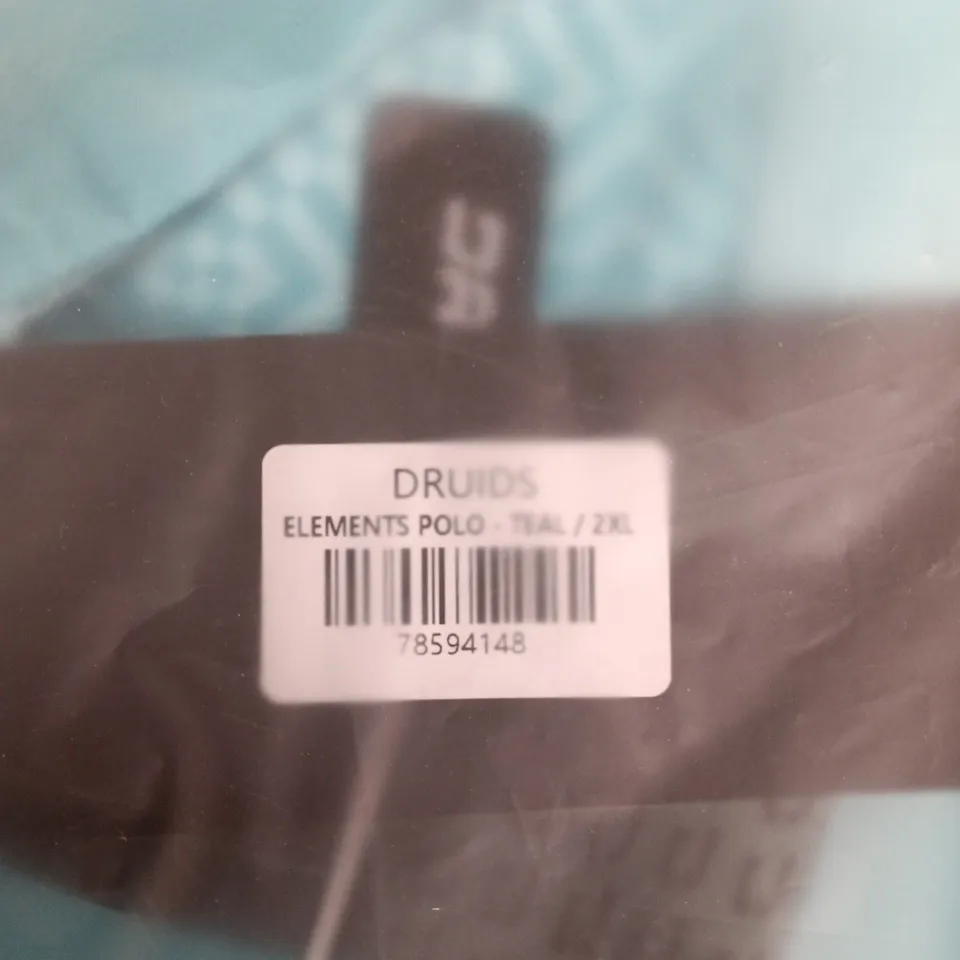 DRUIDS
ELEMENTS POLO - TEAL / 2XL
78594148